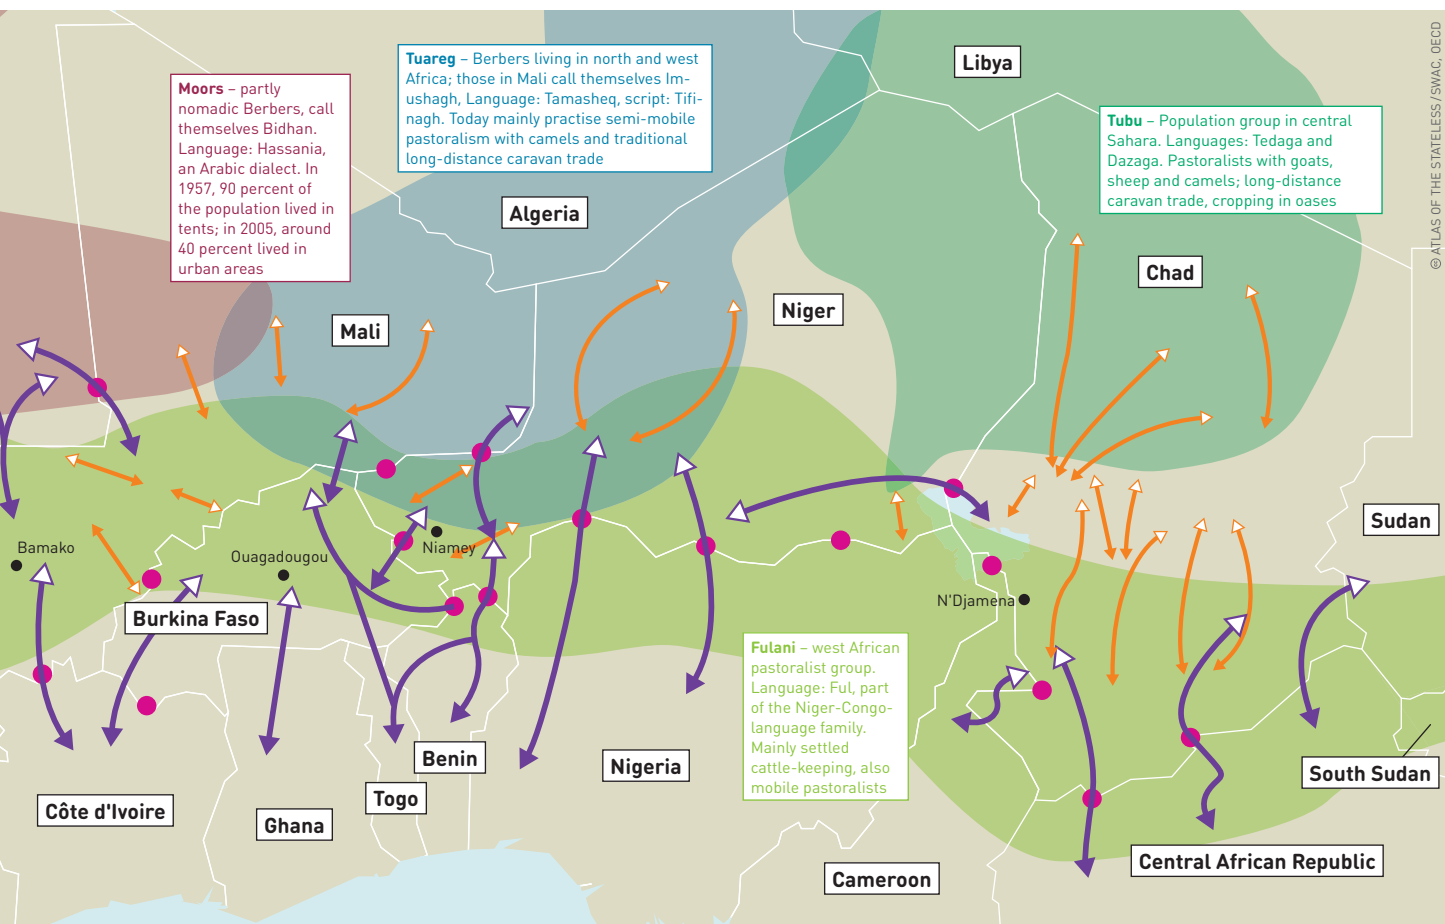 Moors – partly
nomadic Berbers, call
themselves Bidhan.
Language: Hassania,
an Arabic dialect. In
1957, 90 percent of
the population lived in
tents; in 2005, around
40 percent lived in
urban areas
Tuareg – Berbers living in north and west
Africa; those in Mali call themselves Im-
ushagh, Language: Tamasheq, script: Tifi-
nagh. Today mainly practise semi-mobile
pastoralism with camels and traditional
long-distance caravan trade
Libya
Tubu – Population group in central
Sahara. Languages: Tedaga and
Dazaga. Pastoralists with goats,
sheep and camels; long-distance
caravan trade, cropping in oases
ATLAS OF THE STATELESS / SWAC, OECD
Algeria
Chad
Niger
Mali
Sudan
Bamako
Ouagadougou
Niamey
N'Djamena
Burkina Faso
Fulani – west African
pastoralist group.
Language: Ful, part
of the Niger-Congo-
language family.
Mainly settled
cattle-keeping, also
mobile pastoralists
Benin
Nigeria
South Sudan
Togo
Côte d'Ivoire
Ghana
Central African Republic
Cameroon